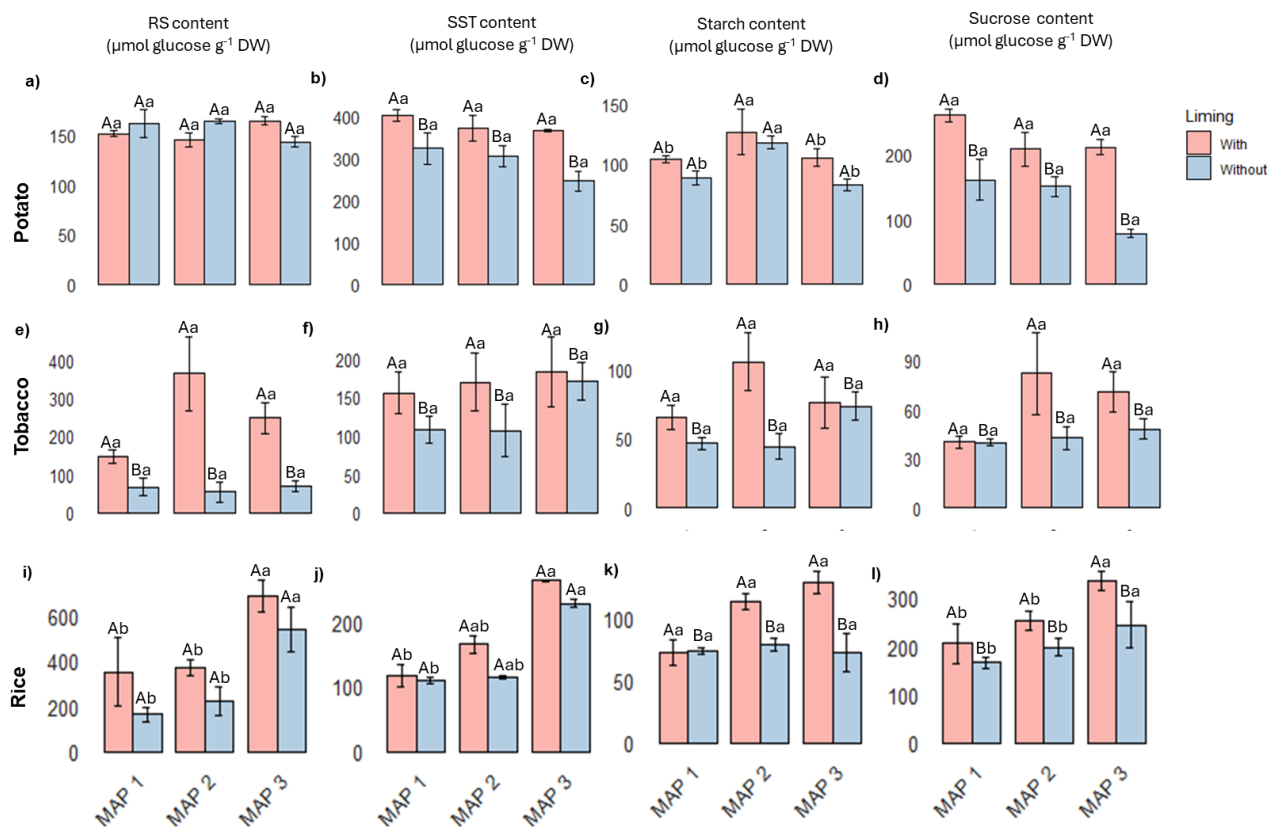 RS content
(µmol glucose g⁻¹ DW)
SST content
(µmol glucose g⁻¹ DW)
Starch content
(µmol glucose g⁻¹ DW)
Sucrose content
(µmol glucose g⁻¹ DW)
a)
Potato
150
100
50
0
Aa
Aa
Aa
Aa
Aa
Aa
b)
400
300
200
100
0
Aa
Ba
Aa
Ba
Aa
Ba
c)
150
100
50
0
Ab
Ab
Aa
Aa
Ab
Ab
d)
200
100
0
Aa
Ba
Aa
Ba
Aa
Ba
Liming
With
Without
e)
Tobacco
400
300
200
100
0
Aa
Ba
Aa
Ba
Aa
Ba
f)
200
150
100
50
0
Aa
Ba
Aa
Ba
Aa
Ba
g)
100
50
0
Aa
Ba
Aa
Ba
Aa
Ba
h)
90
60
30
0
Aa
Ba
Aa
Ba
Aa
Ba
i)
Rice
600
400
200
0
Ab
Ab
Ab
Ab
Aa
Aa
MAP 1
MAP 2
MAP 3
j)
200
100
0
Ab
Ab
Aab
Aab
Aa
Aa
MAP 1
MAP 2
MAP 3
k)
100
50
0
Aa
Ba
Aa
Ba
Aa
Ba
MAP 1
MAP 2
MAP 3
l)
300
200
100
0
Ab
Bb
Ab
Bb
Aa
Ba
MAP 1
MAP 2
MAP 3